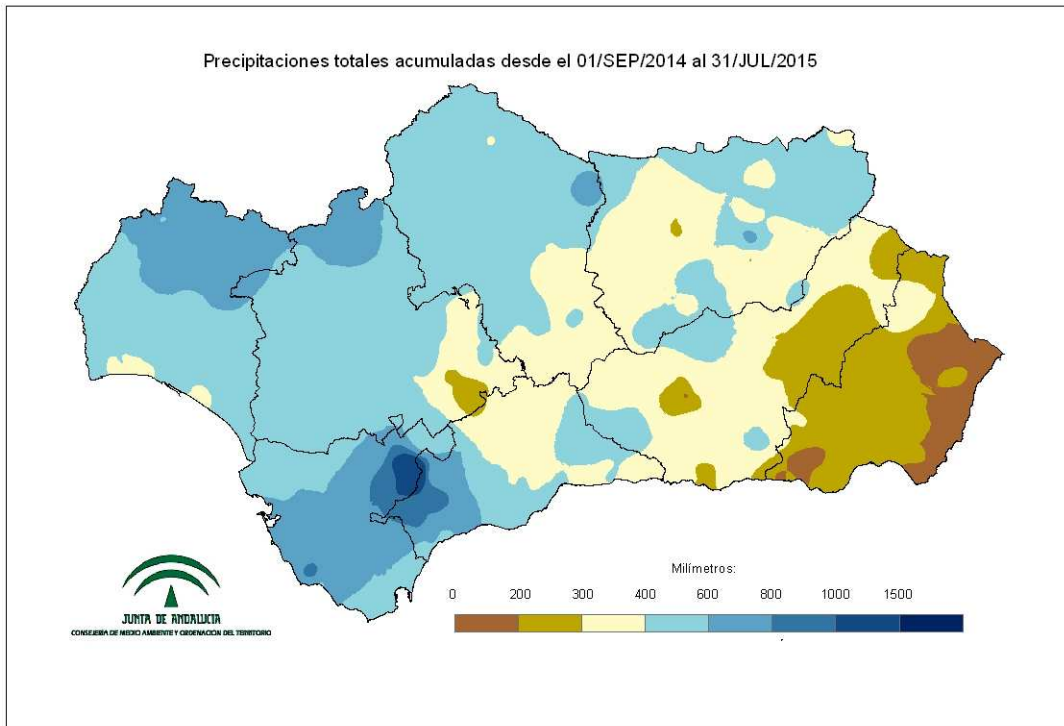 Precipitaciones totales acumuladas desde el 01/SEP/2014 al 31/JUL/2015
Milímetros:
0 200 300 400 600 800 1000 1500
JUNTA DE ANDALUCIA
CONSEJERIA DE MEDIO AMBIENTE Y ORDENACION DEL TERRITORIO